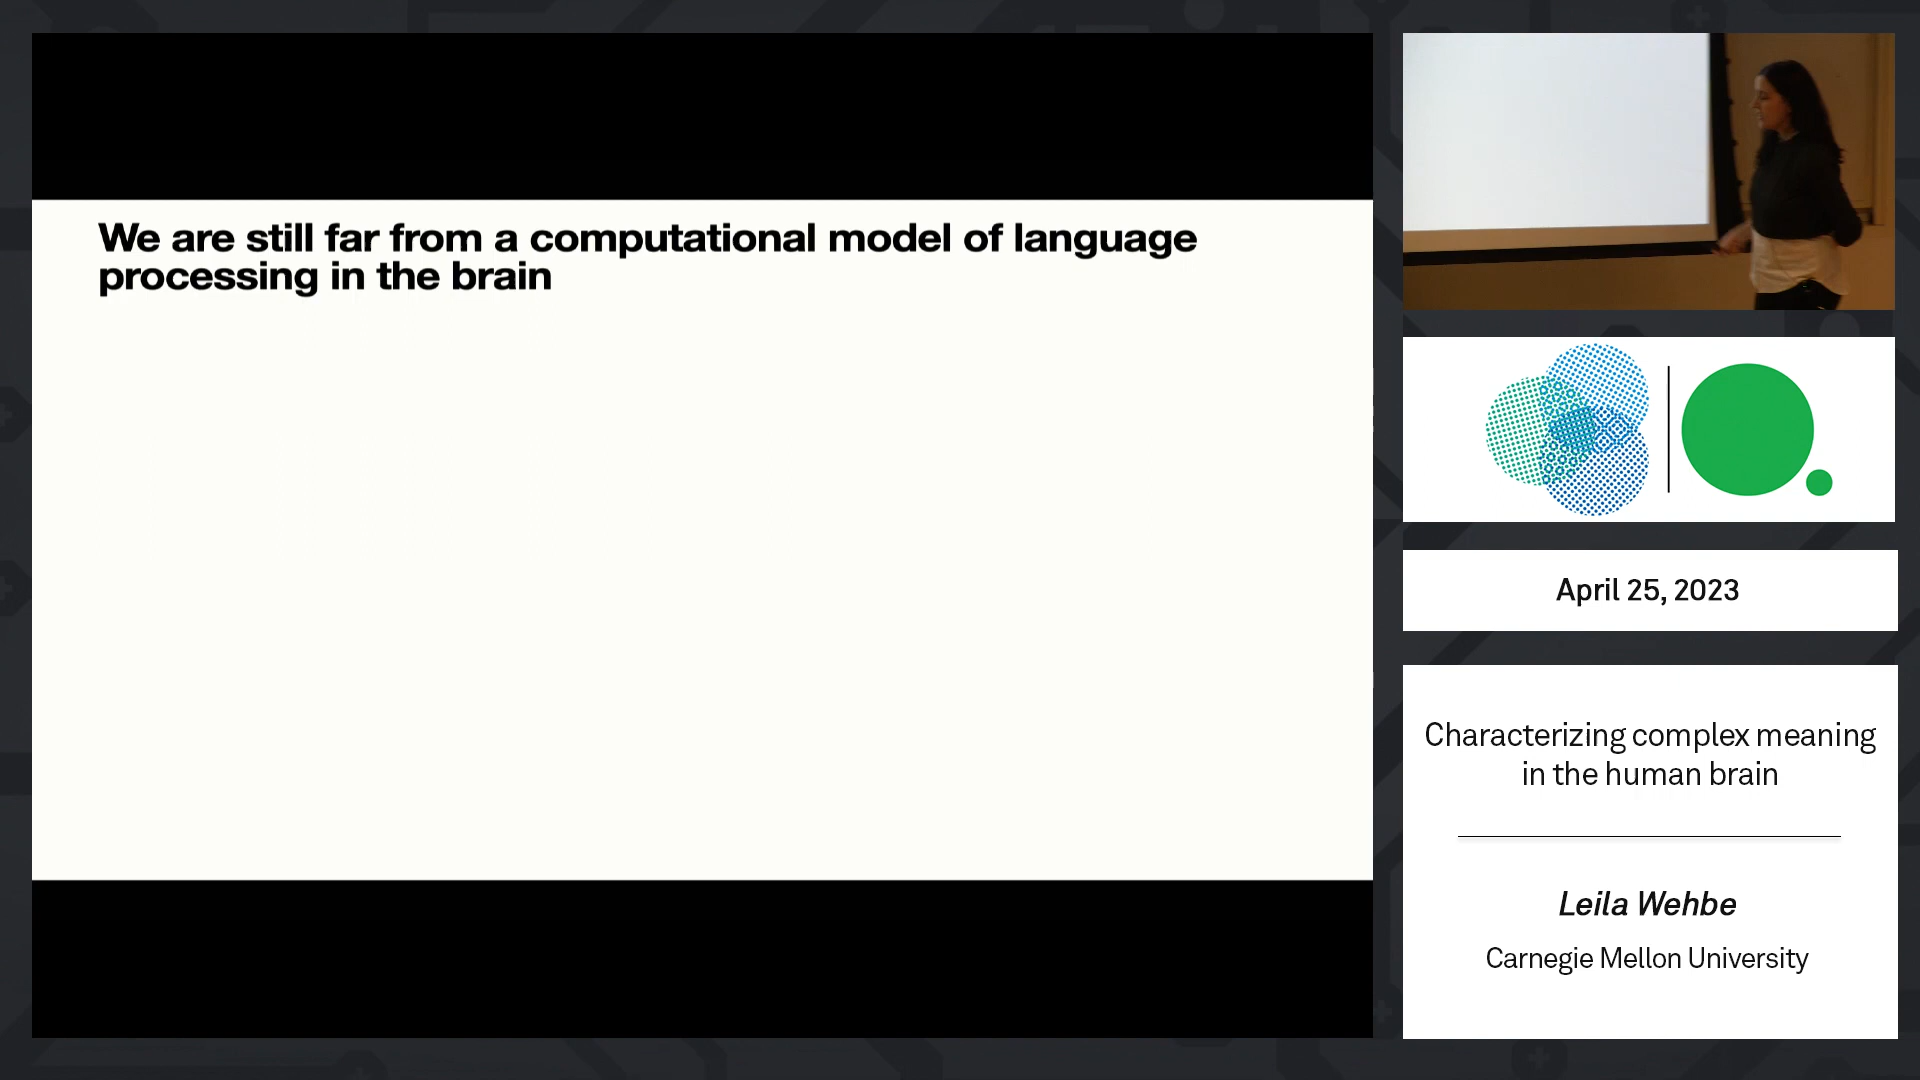 We are still far from a computational model of language
processing in the brain
April 25, 2023
Characterizing complex meaning
in the human brain
Leila Wehbe
Carnegie Mellon University